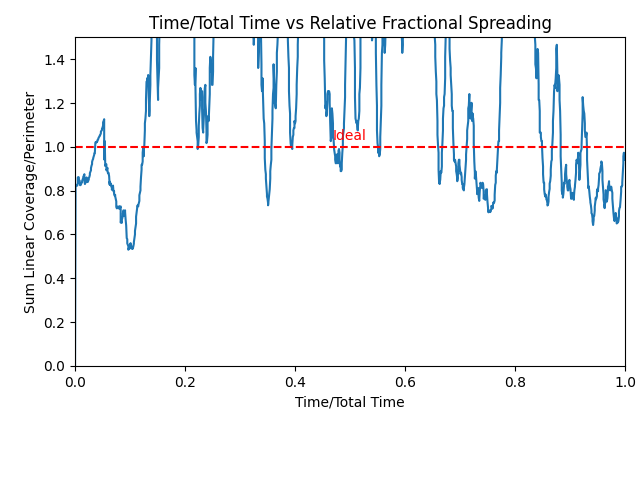 Time/Total Time vs Relative Fractional Spreading
Sum Linear Coverage/Perimeter
1.4
1.2
1.0
0.8
0.6
0.4
0.2
0.0
Ideal
0.0 0.2 0.4 0.6 0.8 1.0
Time/Total Time